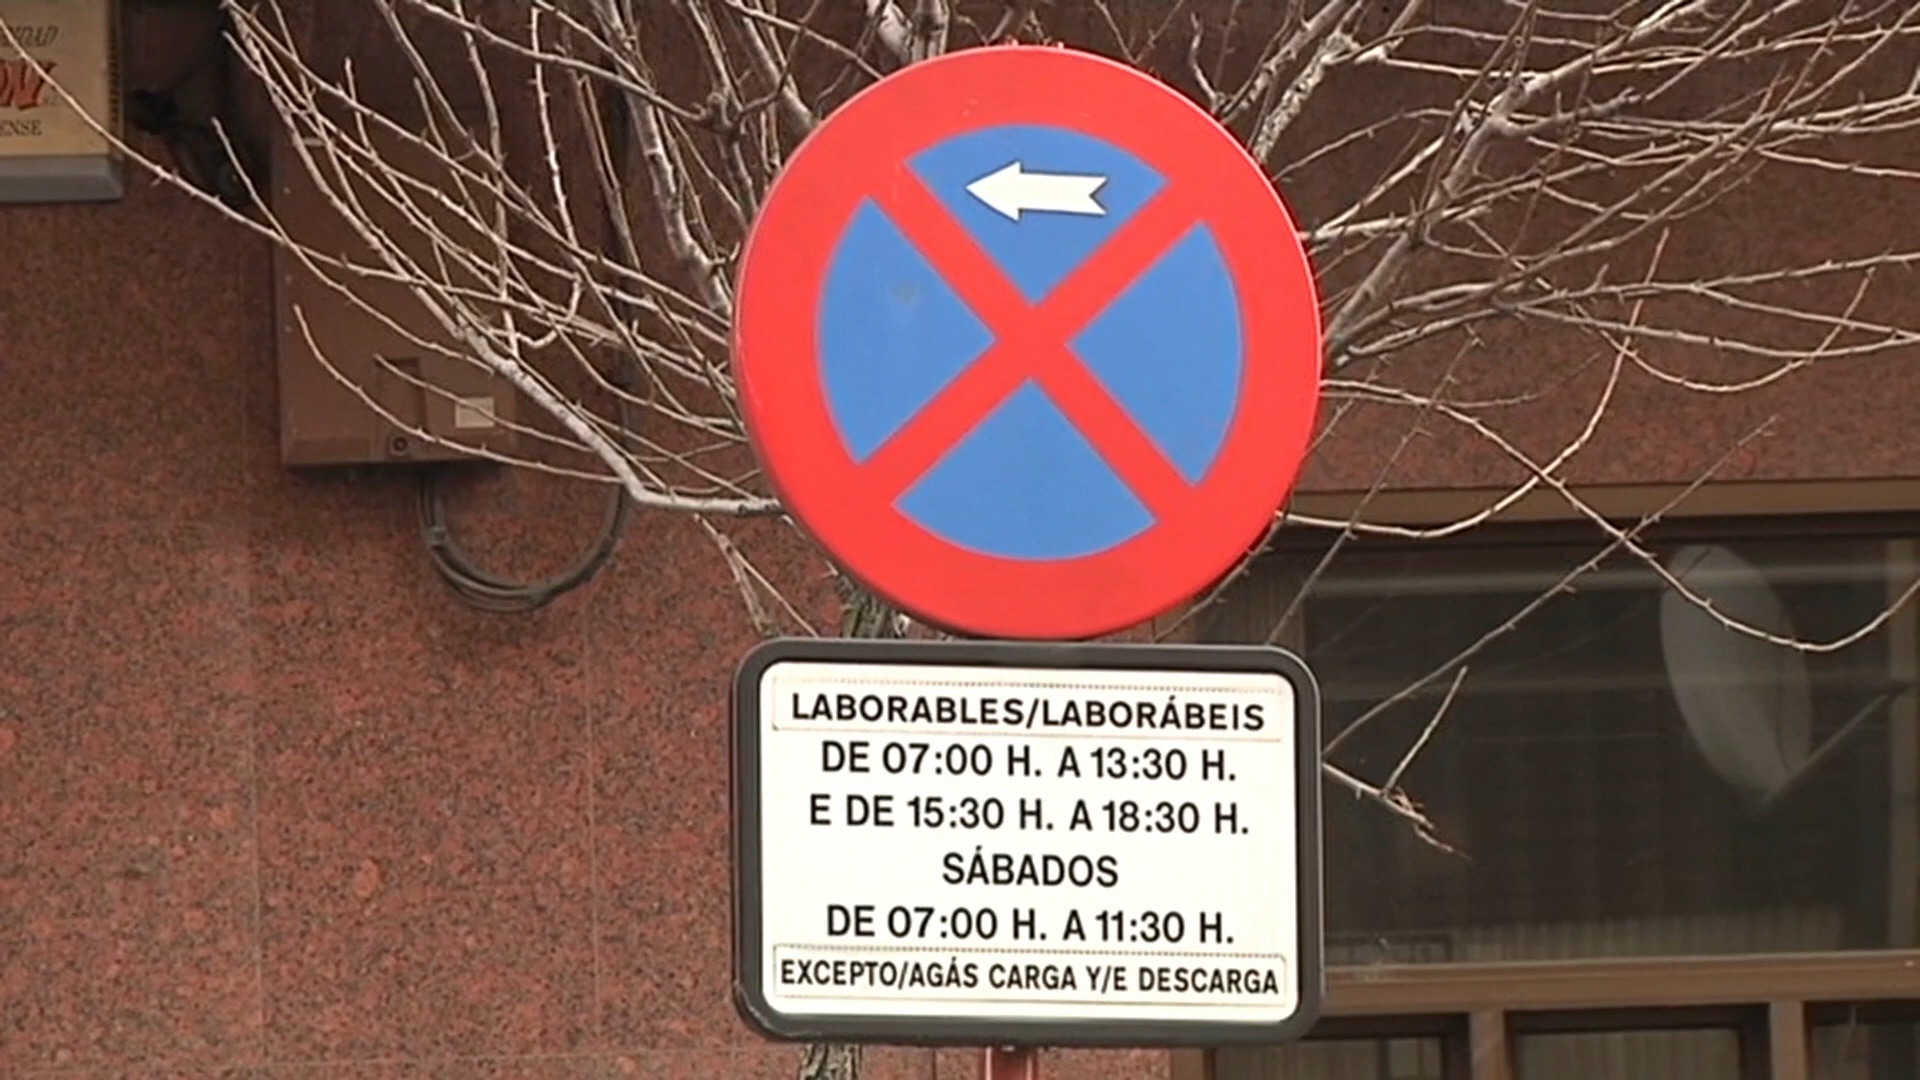 ENSE
LABORABLES/LABORÁBEIS
DE 07:00 H. A 13:30 H.
E DE 15:30 H. A 18:30 H.
SÁBADOS
DE 07:00 H. A 11:30 H.
EXCEPTO/AGÁS CARGA Y/E DESCARGA